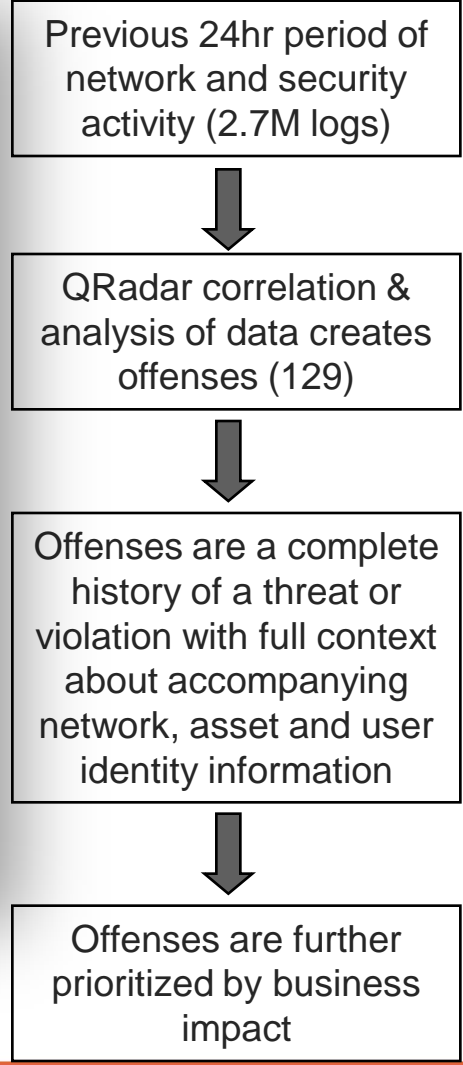 Previous 24hr period of
network and security
activity (2.7M logs)
QRadar correlation &
analysis of data creates
offenses (129)
Offenses are a complete
history of a threat or
violation with full context
about accompanying
network, asset and user
identity information
Offenses are further
prioritized by business
impact